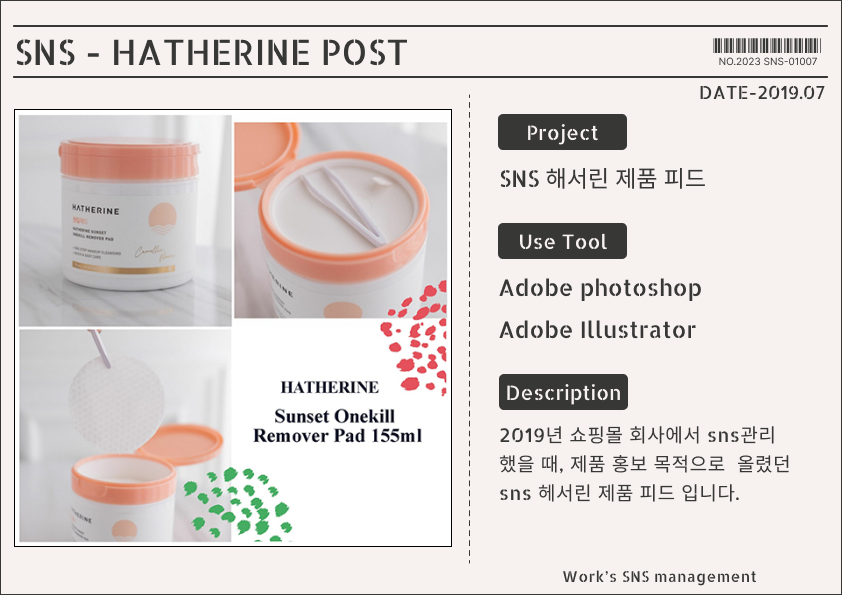 SNS - HATHERINE POST
NO.2023 SNS-01007
DATE-2019.07
HATHERINE
HATHERINE SUNSET
ONEKILL REMOVER PAD
HATHERINE
Sunset Onekill
Remover Pad 155ml
Project
SNS 해서린 제품 피드
Use Tool
Adobe photoshop
Adobe Illustrator
Description
2019년 쇼핑몰 회사에서 sns관리
했을 때, 제품 홍보 목적으로 올렸던
sns 헤서린 제품 피드 입니다.
Work's SNS management